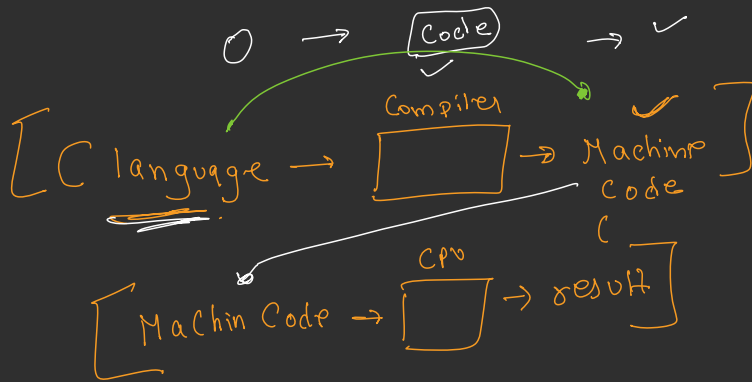 O → Code →
Compiler
C language → → Machine
Code
(
CPU
Machin Code → → result